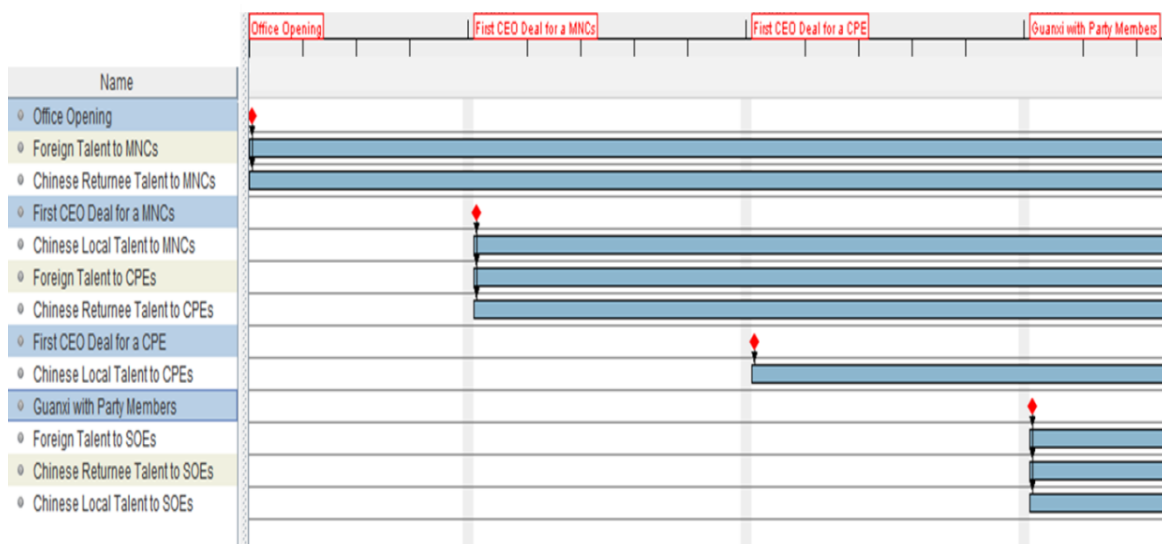 Office Opening
First CEO Deal for a MNCs
First CEO Deal for a CPE
Guanxi with Party Members
Name
Office Opening
Foreign Talent to MNCs
Chinese Returnee Talent to MNCs
First CEO Deal for a MNCs
Chinese Local Talent to MNCs
Foreign Talent to CPEs
Chinese Returnee Talent to CPEs
First CEO Deal for a CPE
Chinese Local Talent to CPEs
Guanxi with Party Members
Foreign Talent to SOEs
Chinese Returnee Talent to SOEs
Chinese Local Talent to SOEs